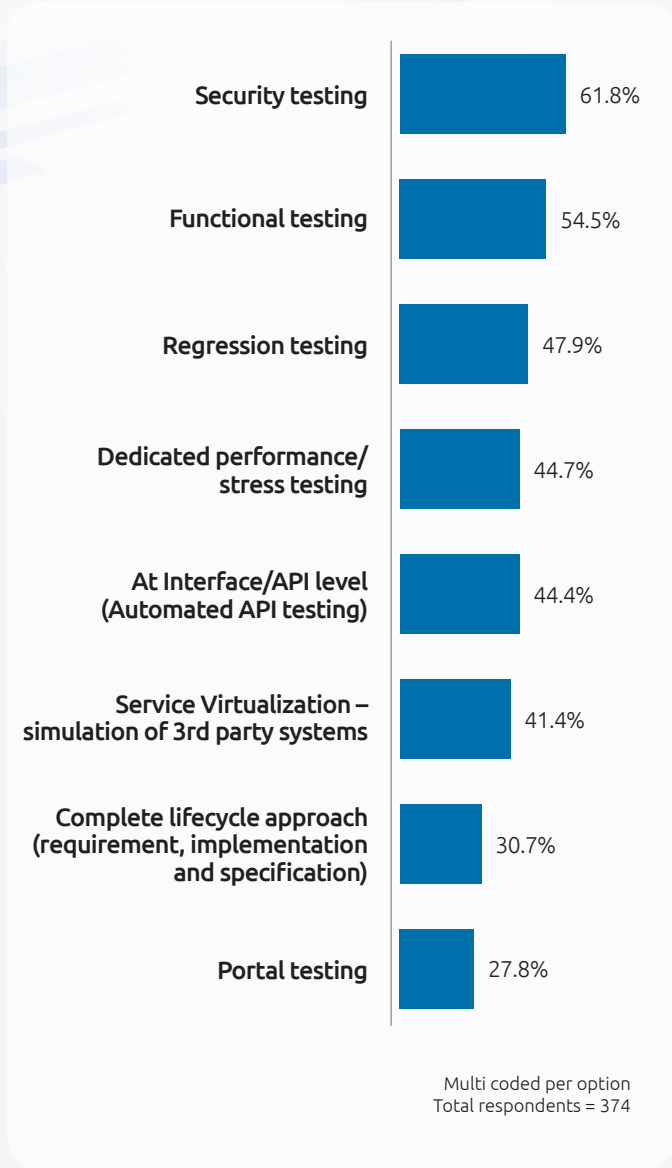 Security testing
61.8%
Functional testing
54.5%
Regression testing
47.9%
Dedicated performance/
stress testing
44.7%
At Interface/API level
(Automated API testing)
44.4%
Service Virtualization –
simulation of 3rd party systems
41.4%
Complete lifecycle approach
(requirement, implementation
and specification)
30.7%
Portal testing
27.8%
Multi coded per option
Total respondents = 374